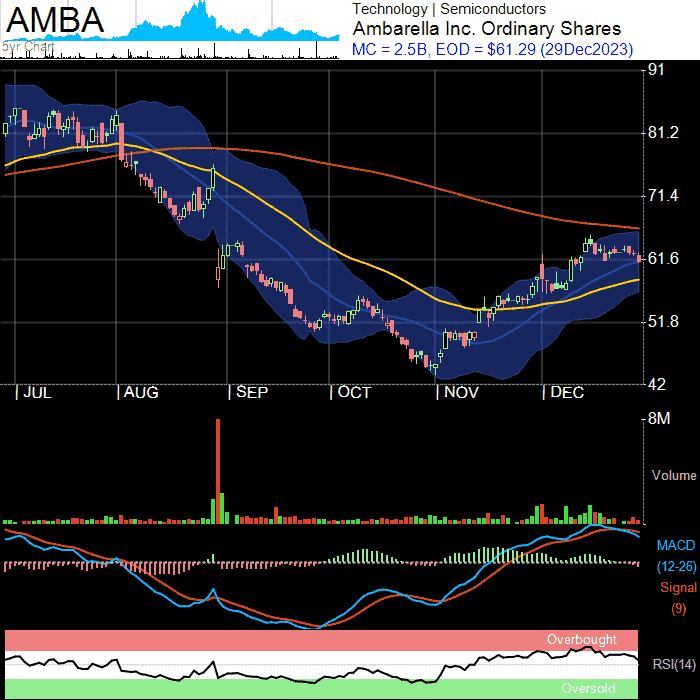 AMBA
5yr Chart
Technology | Semiconductors
Ambarella Inc. Ordinary Shares
MC = 2.5B, EOD = $61.29 (29Dec2023)
91
81.2
71.4
61.6
51.8
42
JUL AUG SEP OCT NOV DEC
8M
Volume
MACD
(12-26)
Signal
(9)
Overbought
RSI(14)
Oversold